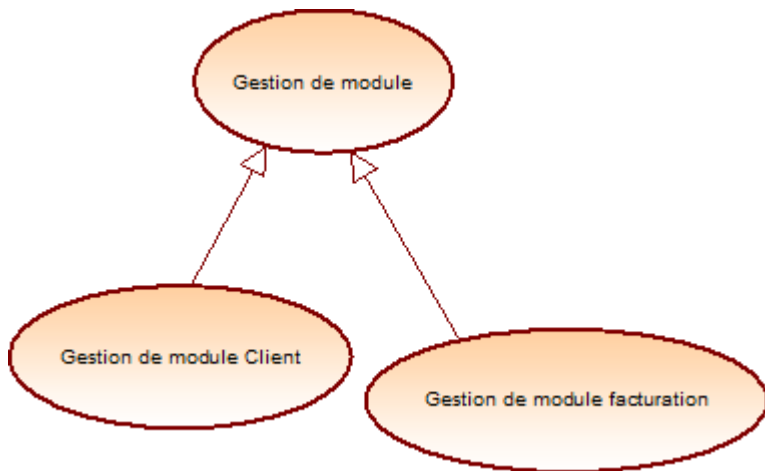 Gestion de module
Gestion de module Client
Gestion de module facturation